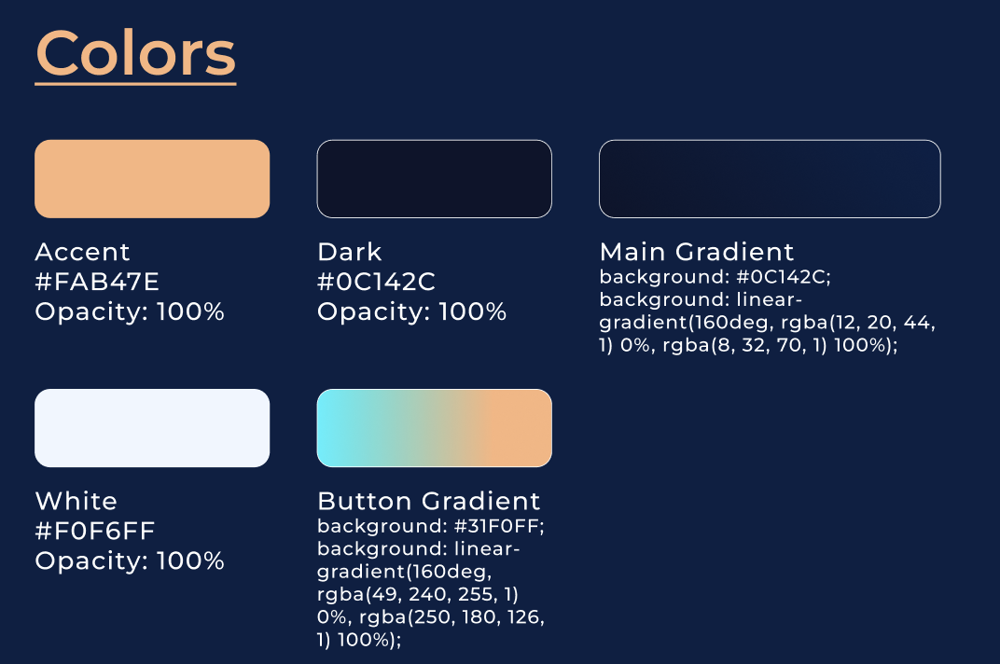 Colors
Accent
#FAB47E
Opacity: 100%
Dark
#0C142C
Opacity: 100%
Main Gradient
background: #0C142C;
background: linear-
gradient(160deg, rgba(12, 20, 44,
1) 0%, rgba(8, 32, 70, 1) 100%);
White
#F0F6FF
Opacity: 100%
Button Gradient
background: #31F0FF;
background: linear-
gradient(160deg,
rgba(49, 240, 255, 1)
0%, rgba(250, 180, 126,
1) 100%);